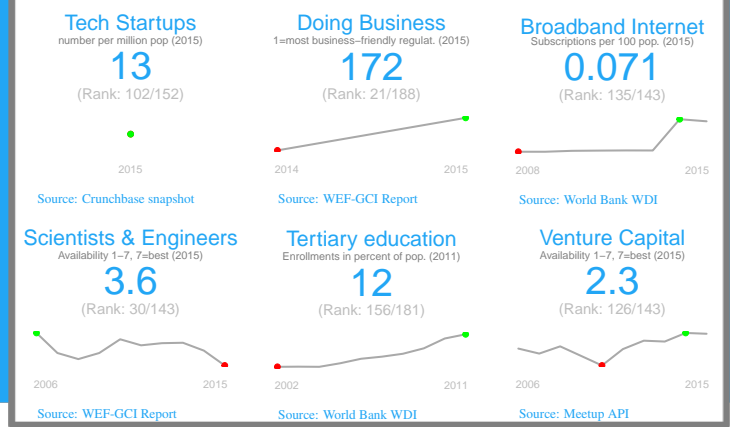 Tech Startups
number per million pop (2015)
13
(Rank: 102/152)
2015
Source: Crunchbase snapshot
Doing Business
1=most business−friendly regulat. (2015)
172
(Rank: 21/188)
2014 2015
Source: WEF-GCI Report
Broadband Internet
Subscriptions per 100 pop. (2015)
0.071
(Rank: 135/143)
2008 2015
Source: World Bank WDI
Scientists & Engineers
Availability 1−7, 7=best (2015)
3.6
(Rank: 30/143)
2006 2015
Source: WEF-GCI Report
Tertiary education
Enrollments in percent of pop. (2011)
12
(Rank: 156/181)
2002 2011
Source: World Bank WDI
Venture Capital
Availability 1−7, 7=best (2015)
2.3
(Rank: 126/143)
2006 2015
Source: Meetup API